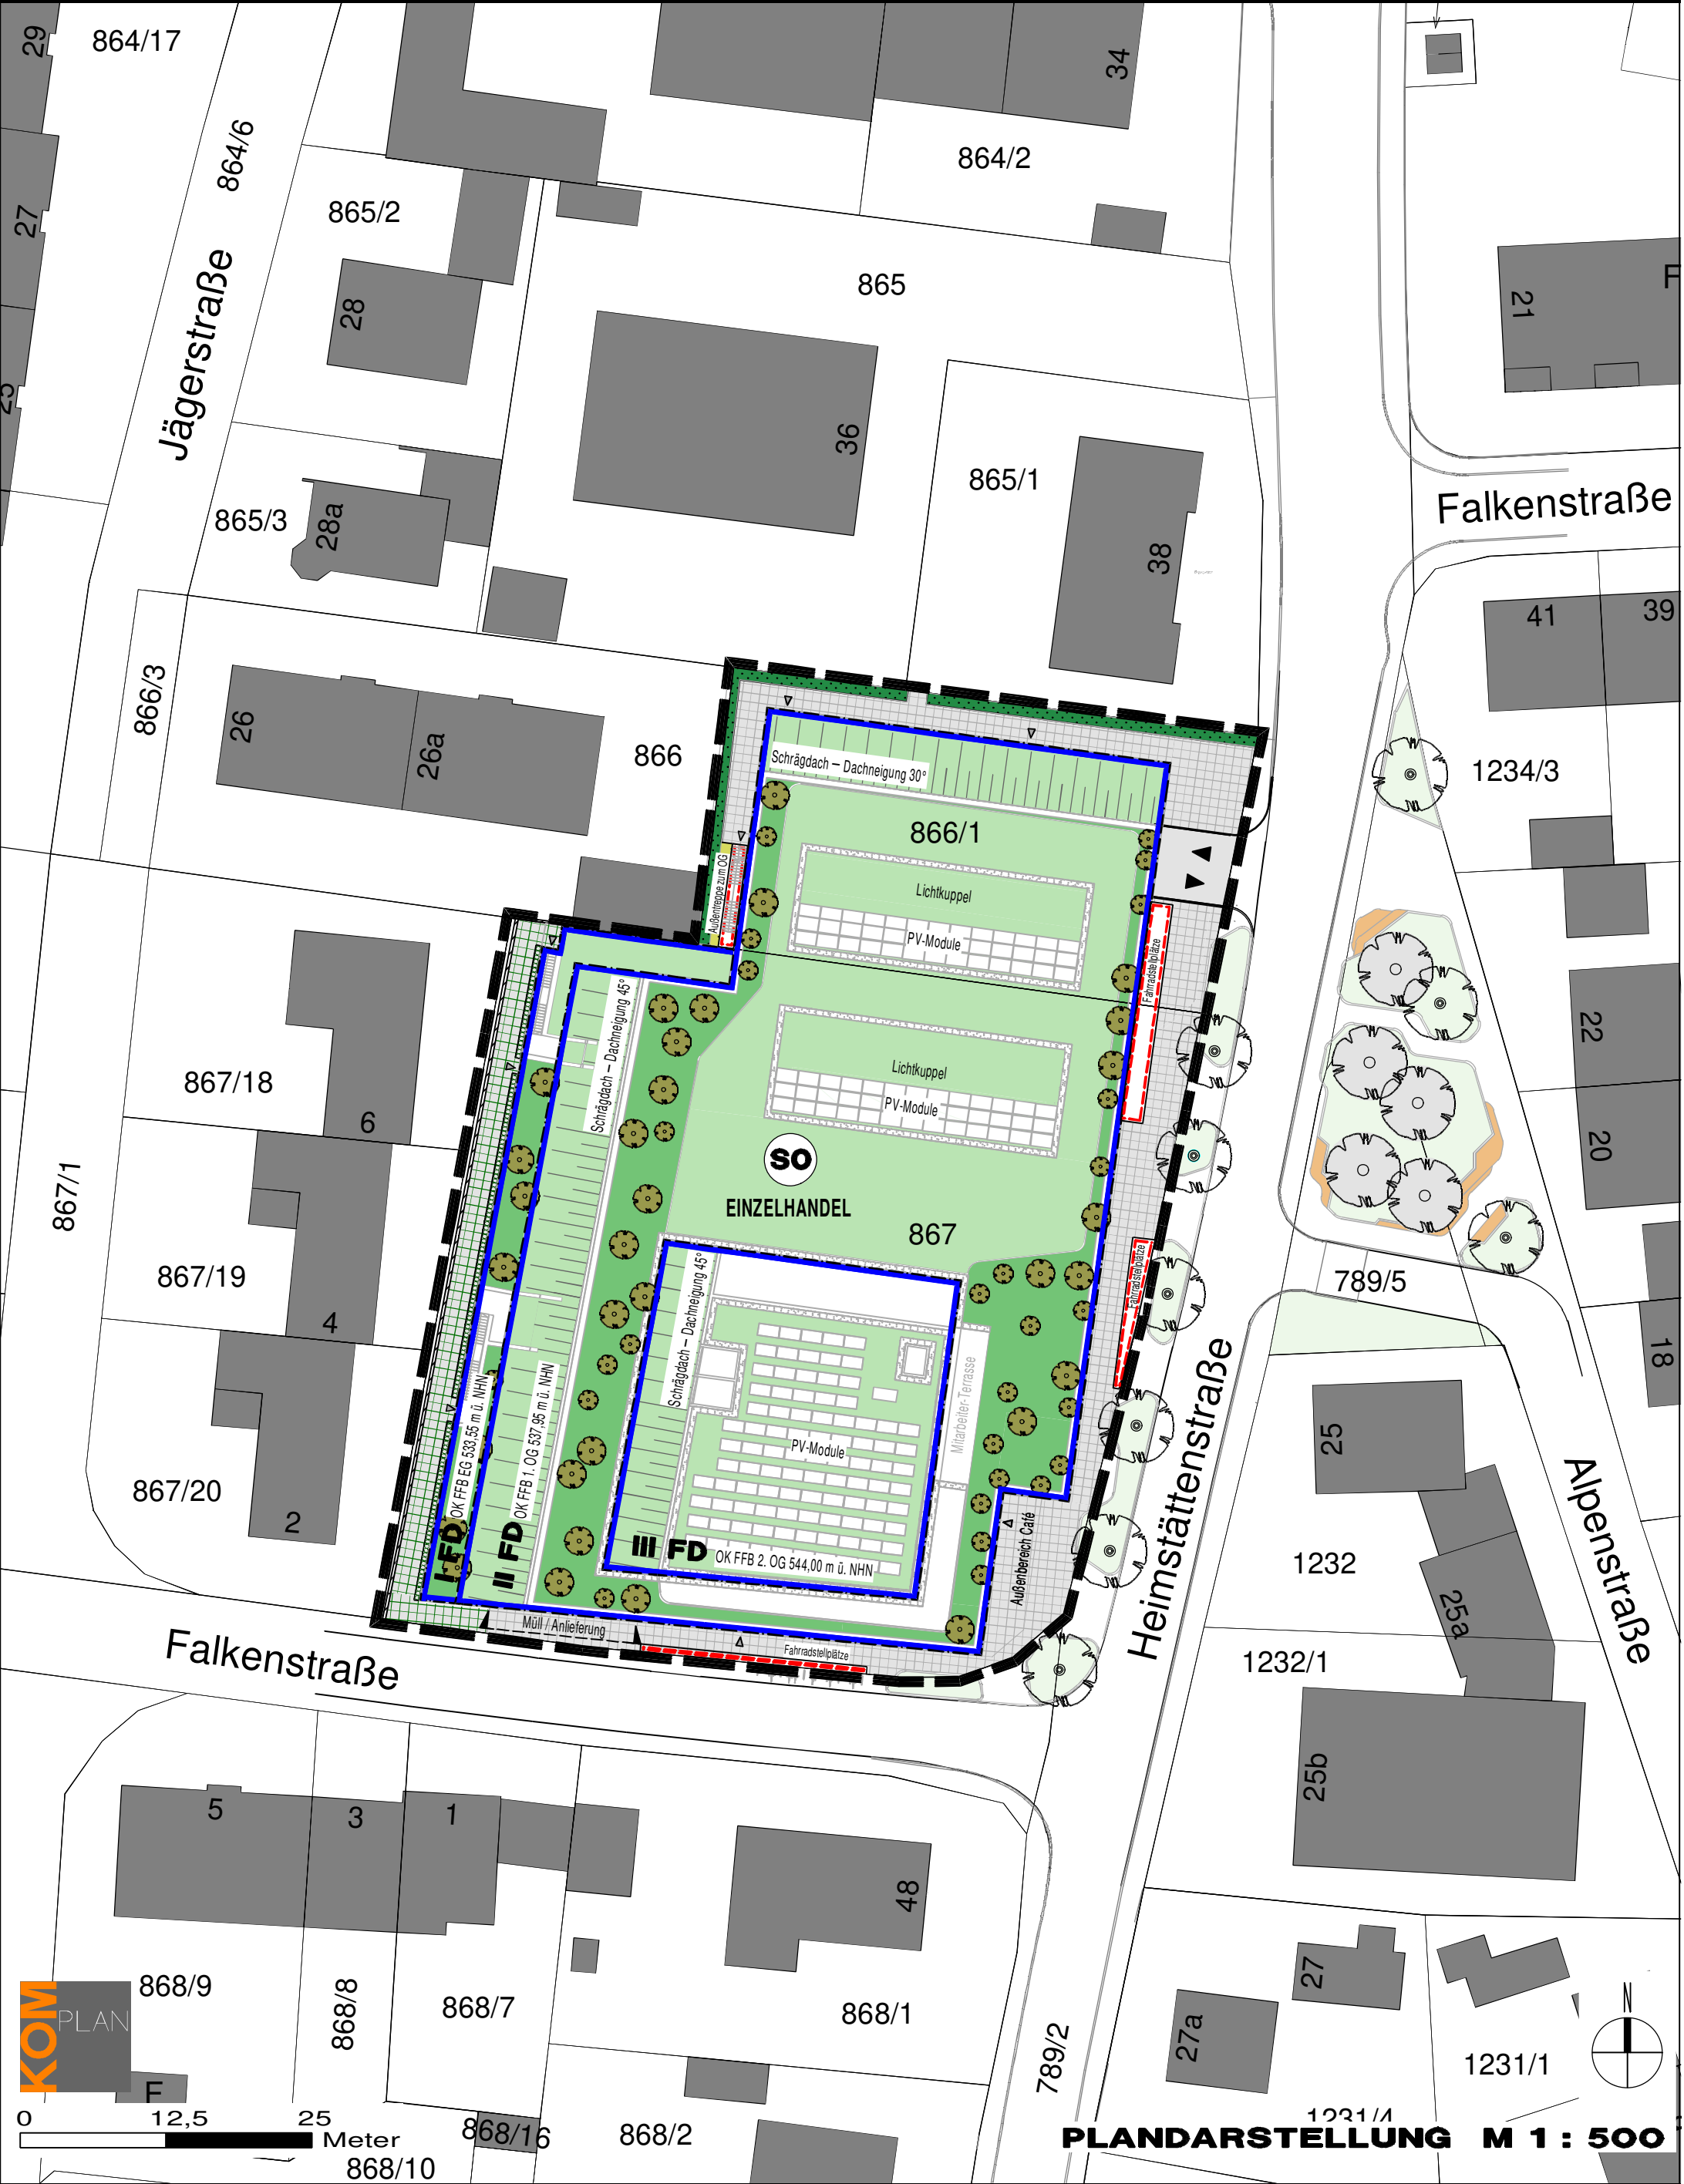 29
864/17
34
864/6
864/2
27
865/2
865
28
21
F
Jägerstraße
36
865/1
Falkenstraße
865/3
28a
38
41
39
866/3
26
26a
866
Schrägdach – Dachneigung 30°
1234/3
866/1
Lichtkuppel
PV-Module
Außentreppe zum OG
Fahrradstellplätze
Schrägdach – Dachneigung 45°
22
867/18
6
Lichtkuppel
PV-Module
20
SO
EINZELHANDEL
867/1
867
867/19
4
Schrägdach – Dachneigung 45°
Fahrradstellplätze
789/5
18
Mitarbeiter-Terrasse
Heimstättenstraße
25
PV-Module
867/20
2
OK FFB EG 533,55 m ü. NHN
OK FFB 1. OG 537,95 m ü. NHN
I FD
II FD
III FD
OK FFB 2. OG 544,00 m ü. NHN
Außenbereich Café
Alpenstraße
1232
25a
Müll / Anlieferung
Fahrradstellplätze
Falkenstraße
1232/1
25b
5
3
1
48
868/9
868/8
868/7
868/1
789/2
27
27a
N
1231/1
KOM
PLAN
F
1231/4
0
12,5
25
Meter
868/16
868/2
868/10
PLANDARSTELLUNG M 1 : 500